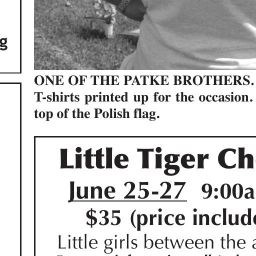 g
ONE OF THE PATKE BROTHERS.
T-shirts printed up for the occasion.
top of the Polish flag.
Little Tiger Ch
June 25-27 9:00a
$35 (price include
Little girls between the a